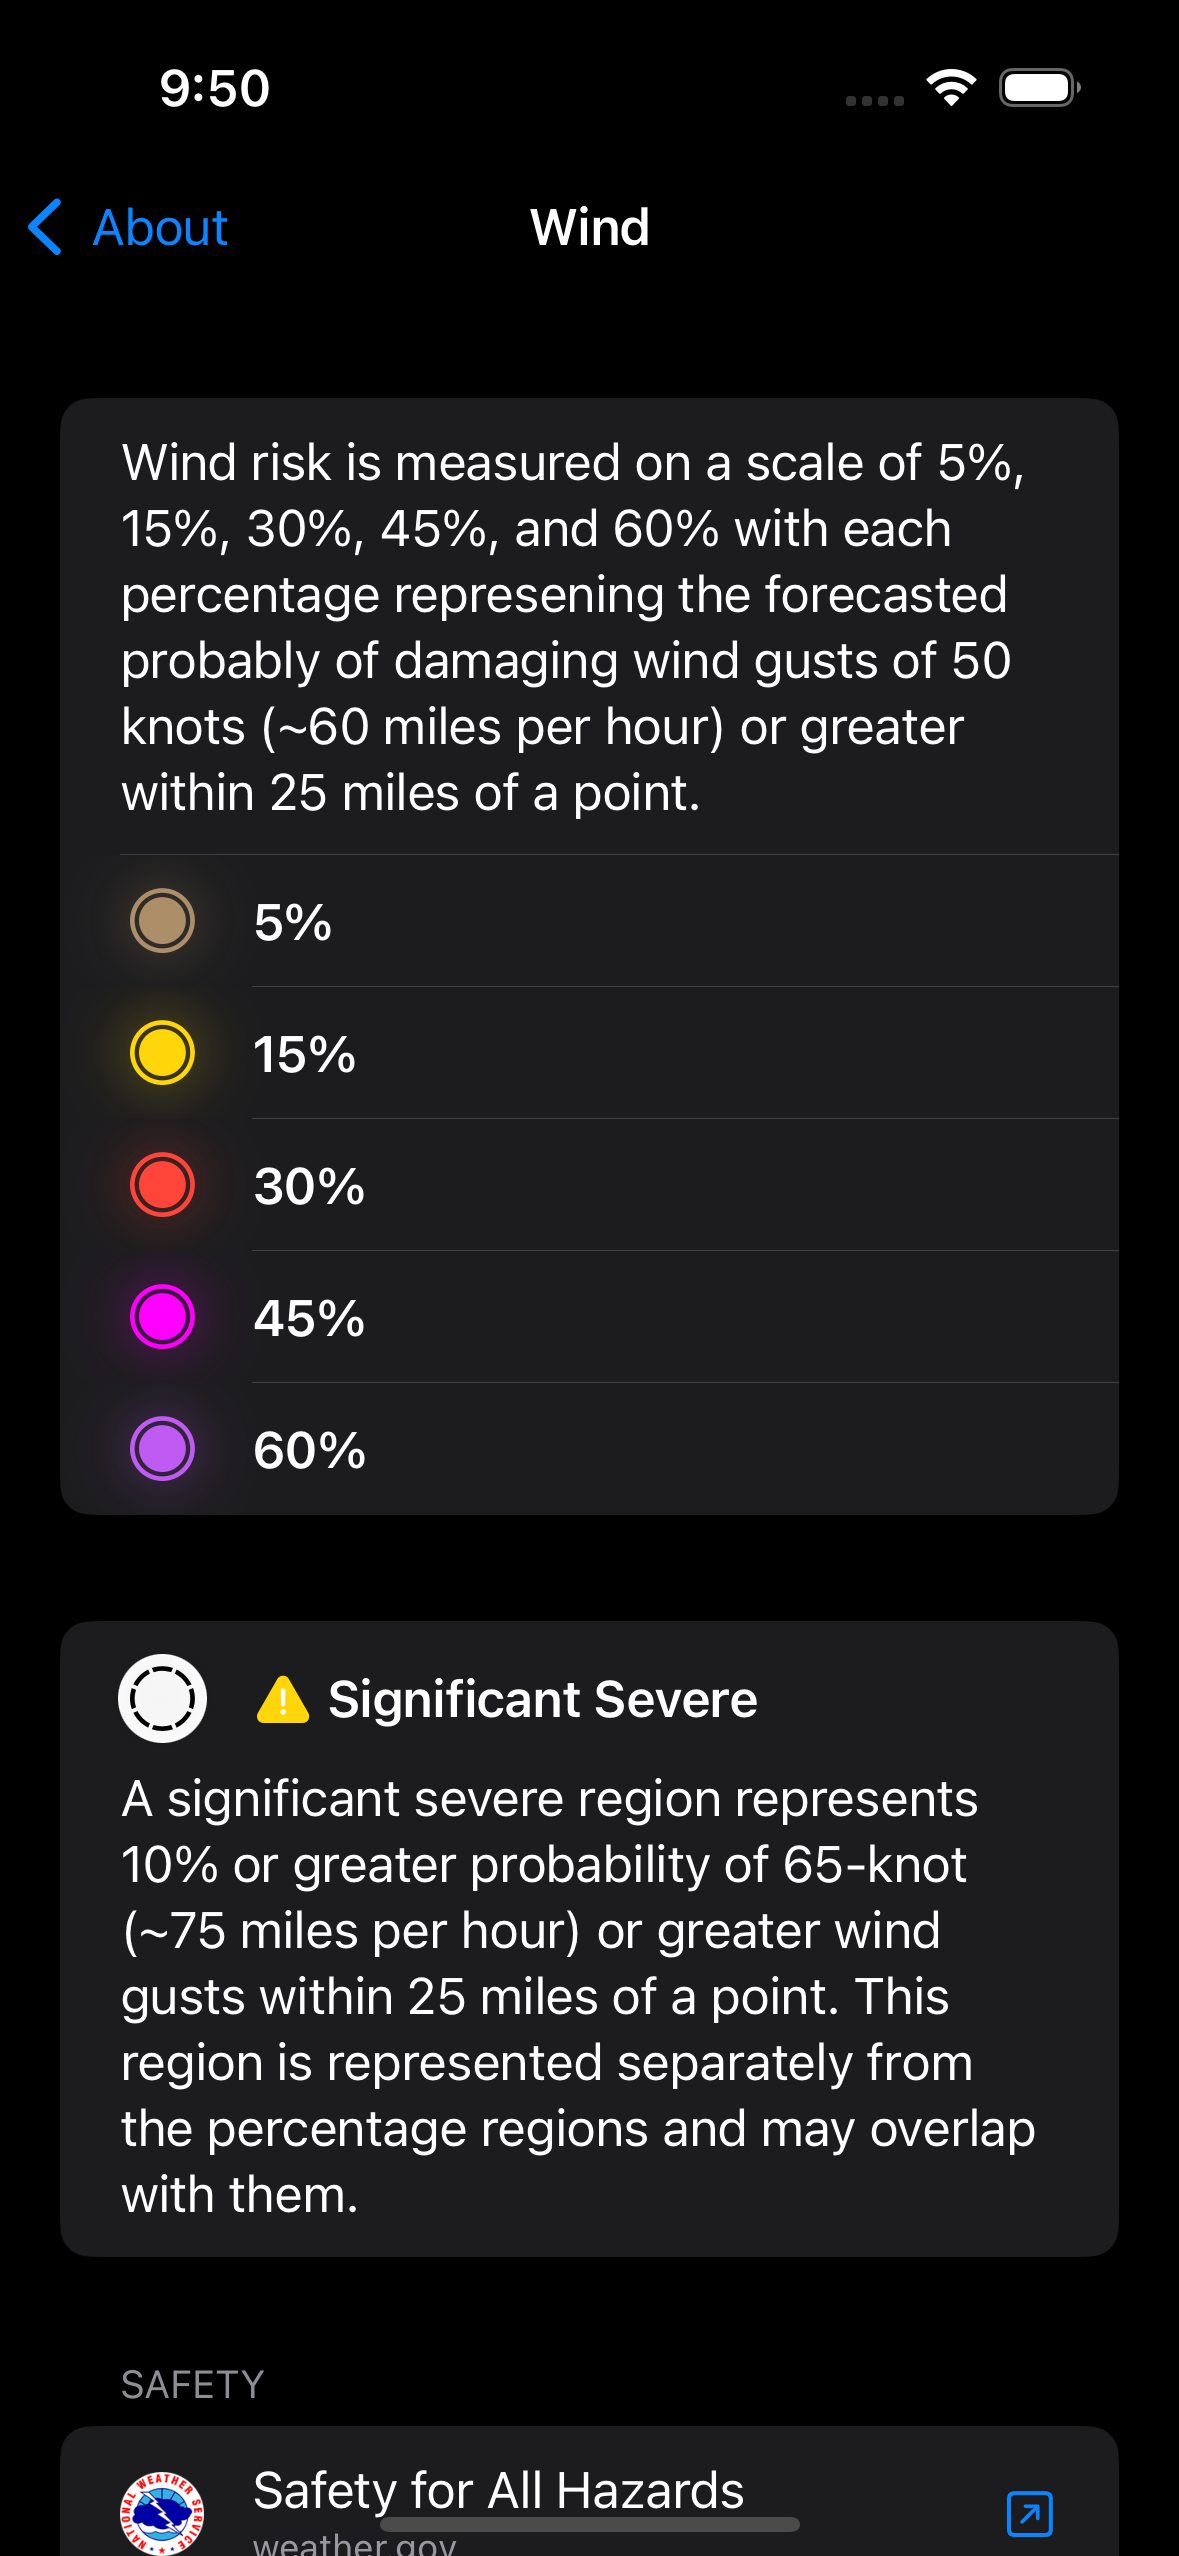 9:50
About
Wind
Wind risk is measured on a scale of 5%,
15%, 30%, 45%, and 60% with each
percentage represening the forecasted
probably of damaging wind gusts of 50
knots (~60 miles per hour) or greater
within 25 miles of a point.
5%
15%
30%
45%
60%
Significant Severe
A significant severe region represents
10% or greater probability of 65-knot
(~75 miles per hour) or greater wind
gusts within 25 miles of a point. This
region is represented separately from
the percentage regions and may overlap
with them.
SAFETY
NATIONAL WEATHER SERVICE
Safety for All Hazards
weather.gov